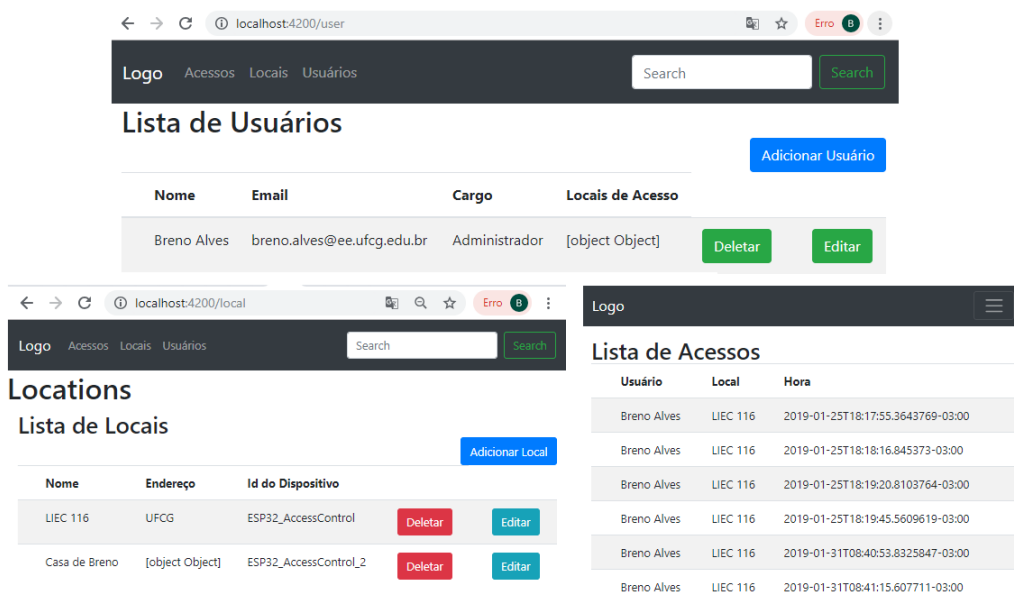 localhost:4200/user Erro B
Logo Acessos Locais Usuários Search Search
Lista de Usuários
Adicionar Usuário
Nome Email Cargo Locais de Acesso
Breno Alves breno.alves@ee.ufcg.edu.br Administrador [object Object] Deletar Editar
localhost:4200/local Erro B
Logo Acessos Locais Usuários Search Search
Locations
Lista de Locais
Adicionar Local
Nome Endereço Id do Dispositivo
LIEC 116 UFCG ESP32_AccessControl Deletar Editar
Casa de Breno [object Object] ESP32_AccessControl_2 Deletar Editar
Logo
Lista de Acessos
Usuário Local Hora
Breno Alves LIEC 116 2019-01-25T18:17:55.3643769-03:00
Breno Alves LIEC 116 2019-01-25T18:18:16.845373-03:00
Breno Alves LIEC 116 2019-01-25T18:19:20.8103764-03:00
Breno Alves LIEC 116 2019-01-25T18:19:45.5609619-03:00
Breno Alves LIEC 116 2019-01-31T08:40:53.8325847-03:00
Breno Alves LIEC 116 2019-01-31T08:41:15.607711-03:00